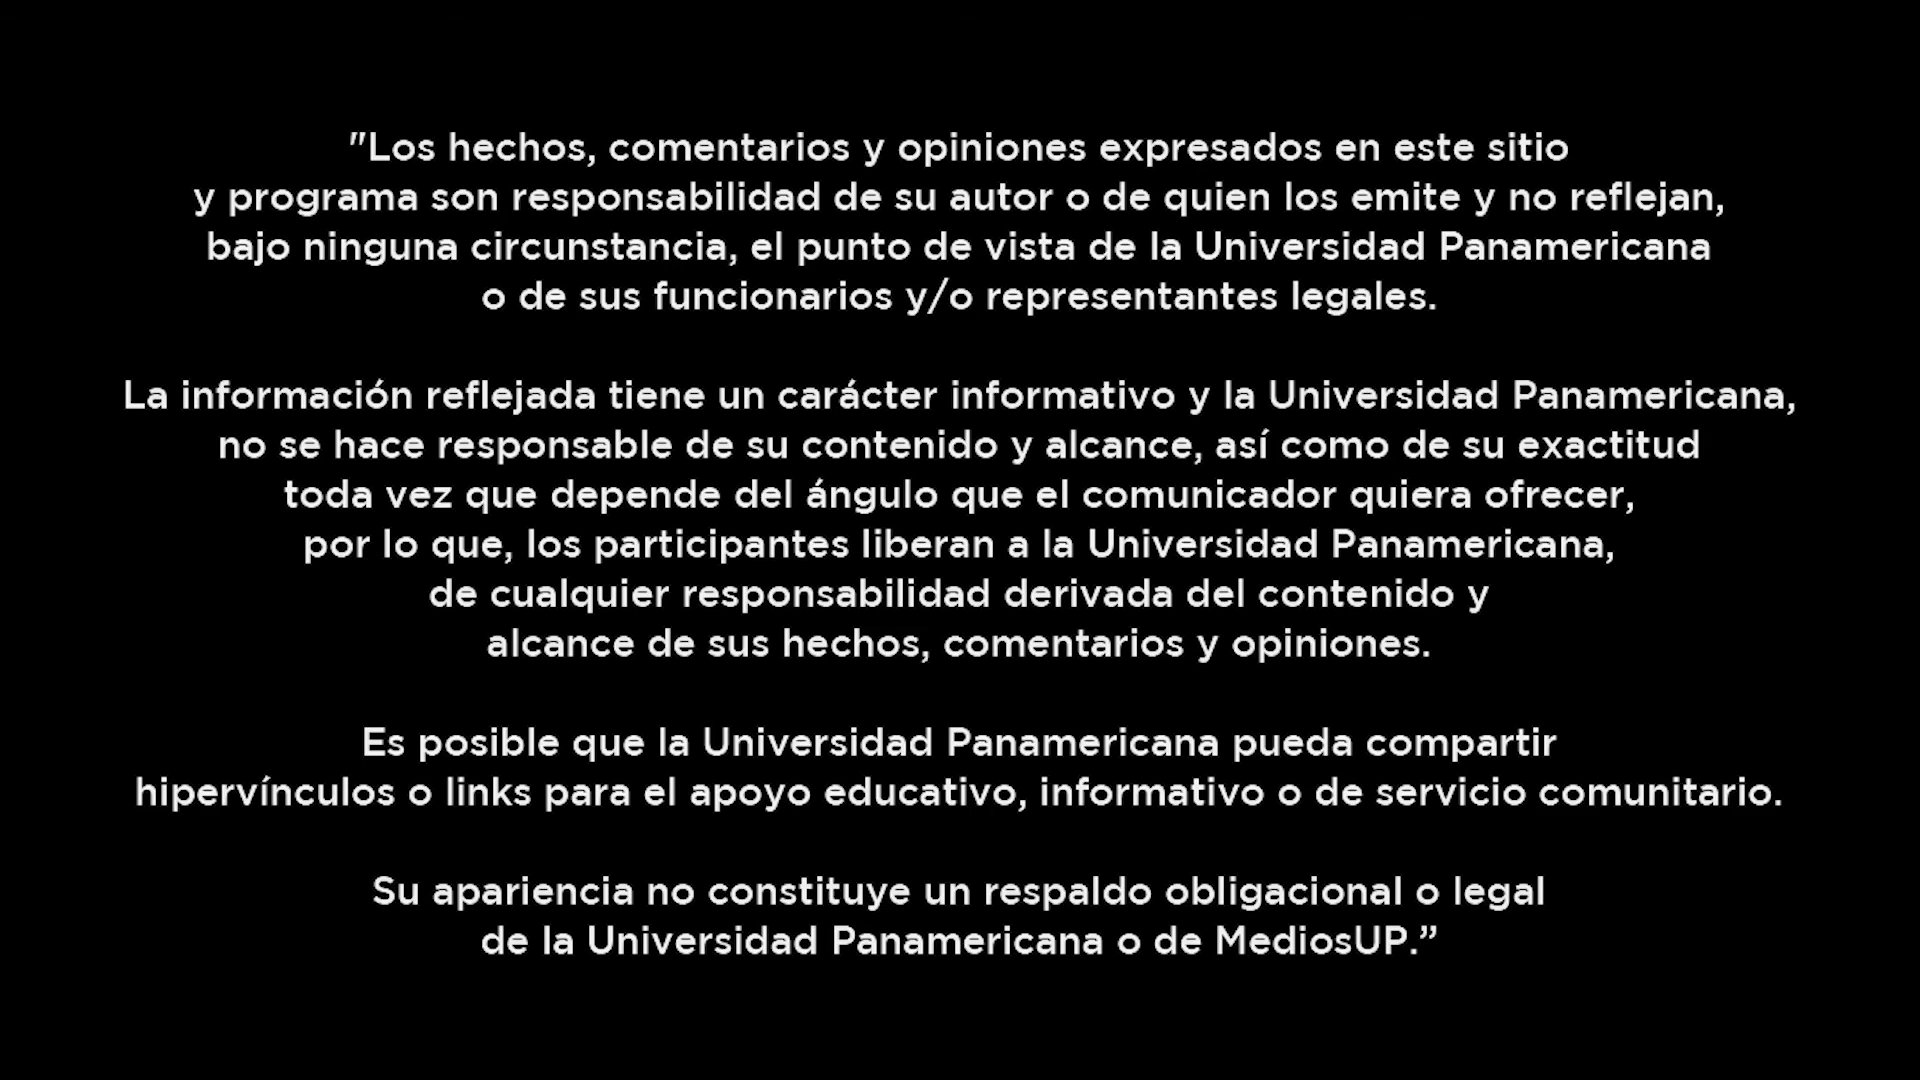 "Los hechos, comentarios y opiniones expresados en este sitio
y programa son responsabilidad de su autor o de quien los emite y no reflejan,
bajo ninguna circunstancia, el punto de vista de la Universidad Panamericana
o de sus funcionarios y/o representantes legales.
La información reflejada tiene un carácter informativo y la Universidad Panamericana,
no se hace responsable de su contenido y alcance, así como de su exactitud
toda vez que depende del ángulo que el comunicador quiera ofrecer,
por lo que, los participantes liberan a la Universidad Panamericana,
de cualquier responsabilidad derivada del contenido y
alcance de sus hechos, comentarios y opiniones.
Es posible que la Universidad Panamericana pueda compartir
hipervínculos o links para el apoyo educativo, informativo o de servicio comunitario.
Su apariencia no constituye un respaldo obligacional o legal
de la Universidad Panamericana o de MediosUP.”